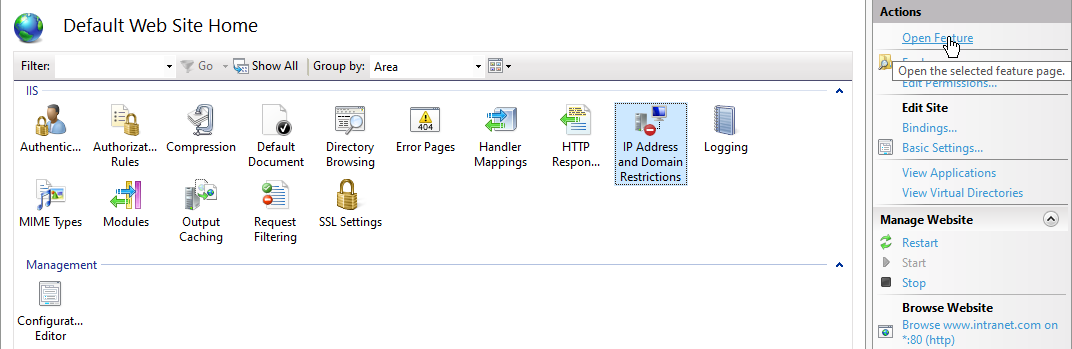 Default Web Site Home
Filter:
Go
Show All
Group by:
Area
IIS
Authentic...
Authorizat...
Rules
Compression
Default
Document
Directory
Browsing
Error Pages
404
Handler
Mappings
HTTP
Respon...
IP Address
and Domain
Restrictions
Logging
MIME Types
Modules
Output
Caching
Request
Filtering
SSL Settings
Management
Configurat...
Editor
Actions
Open Feature
Open the selected feature page.
Edit Permissions...
Edit Site
Bindings...
Basic Settings...
View Applications
View Virtual Directories
Manage Website
Restart
Start
Stop
Browse Website
Browse www.intranet.com on
*:80 (http)